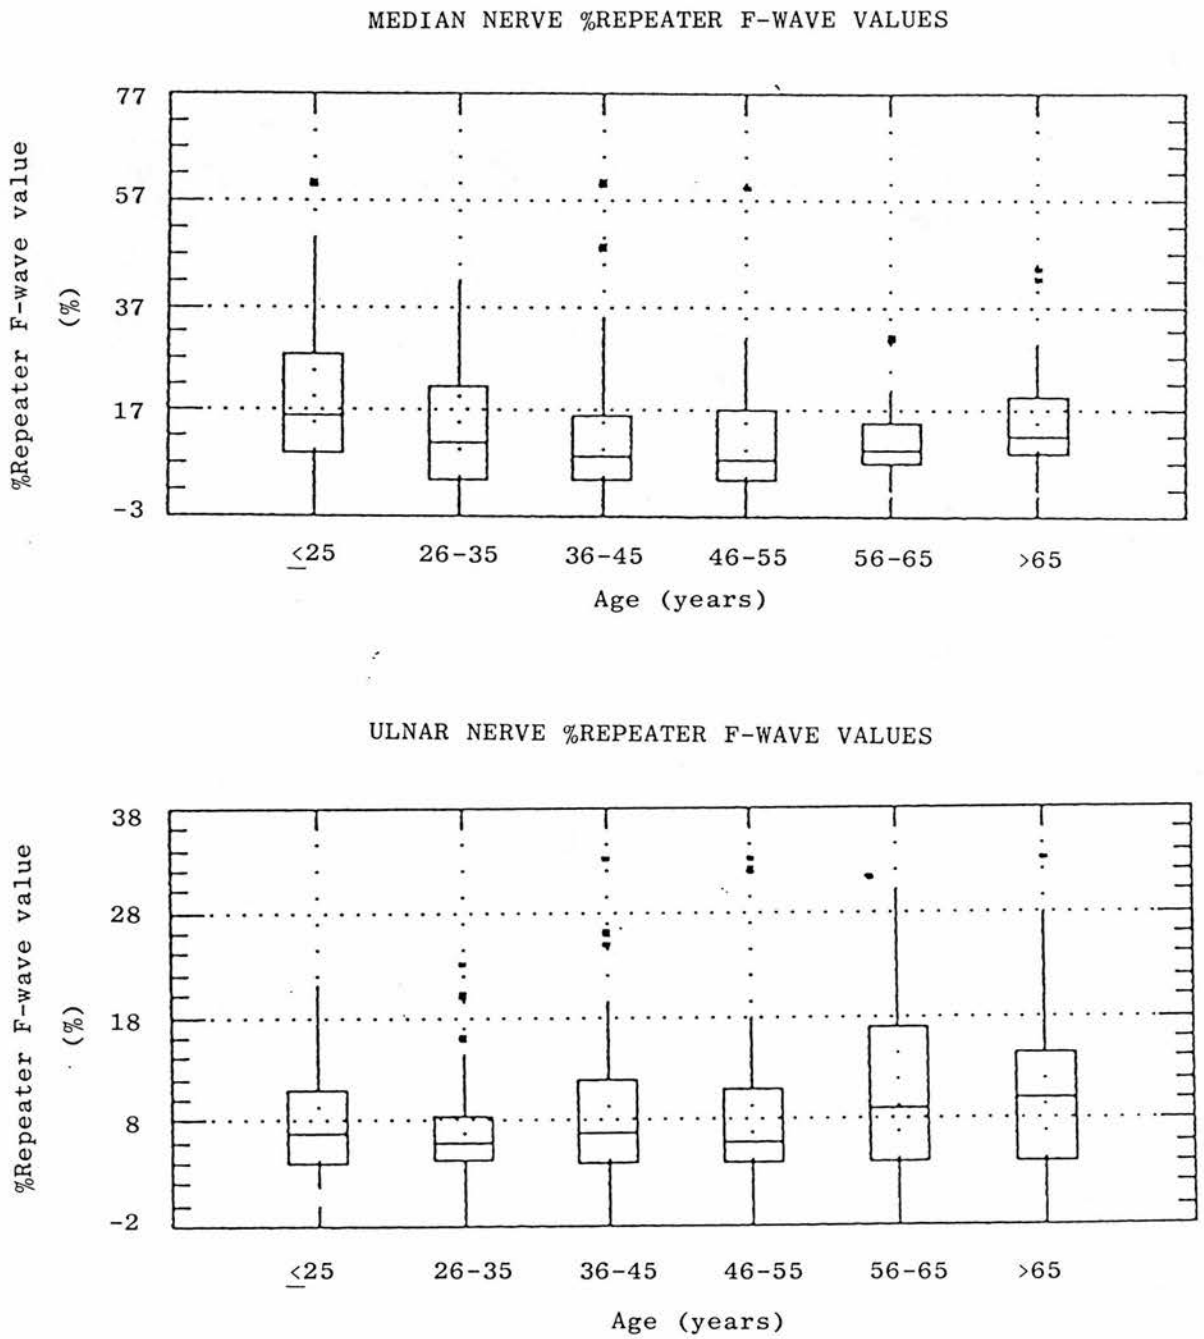 MEDIAN NERVE %REPEATER F-WAVE VALUES
%Repeater F-wave value
(%)
77
57
37
17
-3
<25 26-35 36-45 46-55 56-65 >65
Age (years)
ULNAR NERVE %REPEATER F-WAVE VALUES
%Repeater F-wave value
(%)
38
28
18
8
-2
<25 26-35 36-45 46-55 56-65 >65
Age (years)